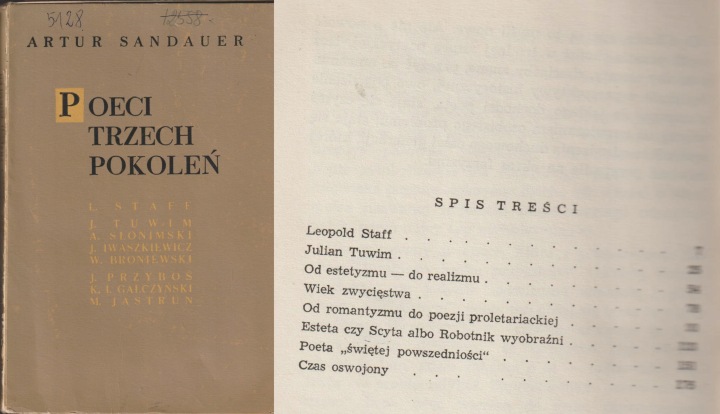 5128 12558.
ARTUR SANDAUER
POECI
TRZECH
POKOLEŃ
L. STAFF
J. TUWIM
A. SŁONIMSKI
J. IWASZKIEWICZ
W. BRONIEWSKI
J. PRZYBOŚ
K. I. GAŁCZYŃSKI
M. JASTRUN
SPIS TREŚCI
Leopold Staff
Julian Tuwim
Od estetyzmu — do realizmu
Wiek zwycięstwa
Od romantyzmu do poezji proletariackiej
Esteta czy Scyta albo Robotnik wyobraźni
Poeta „świętej powszedniości“
Czas oswojony